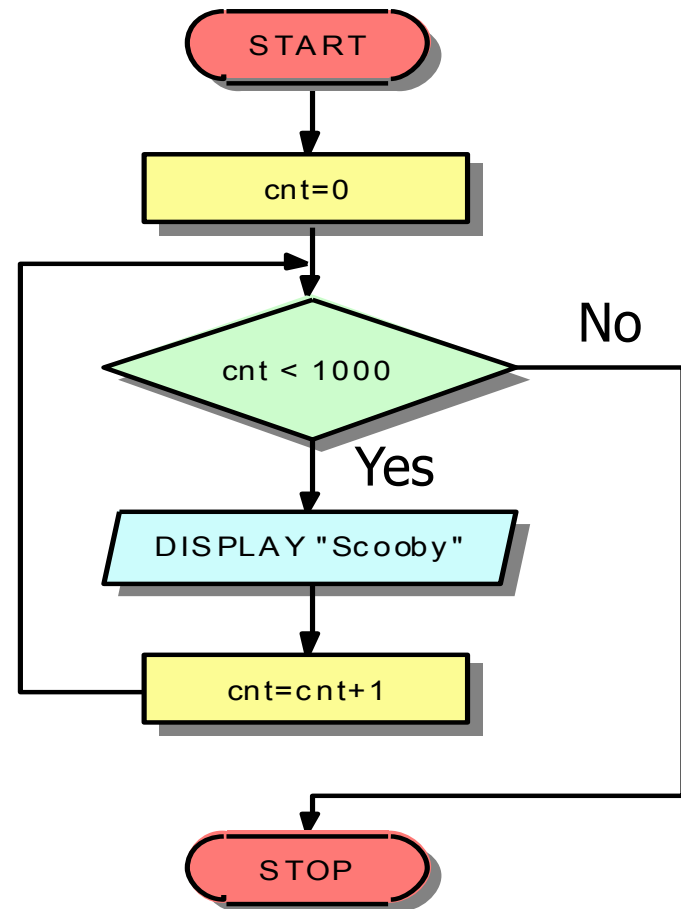 START
cnt=0
cnt < 1000
No
Yes
DISPLAY "Scooby"
cnt=cnt+1
STOP